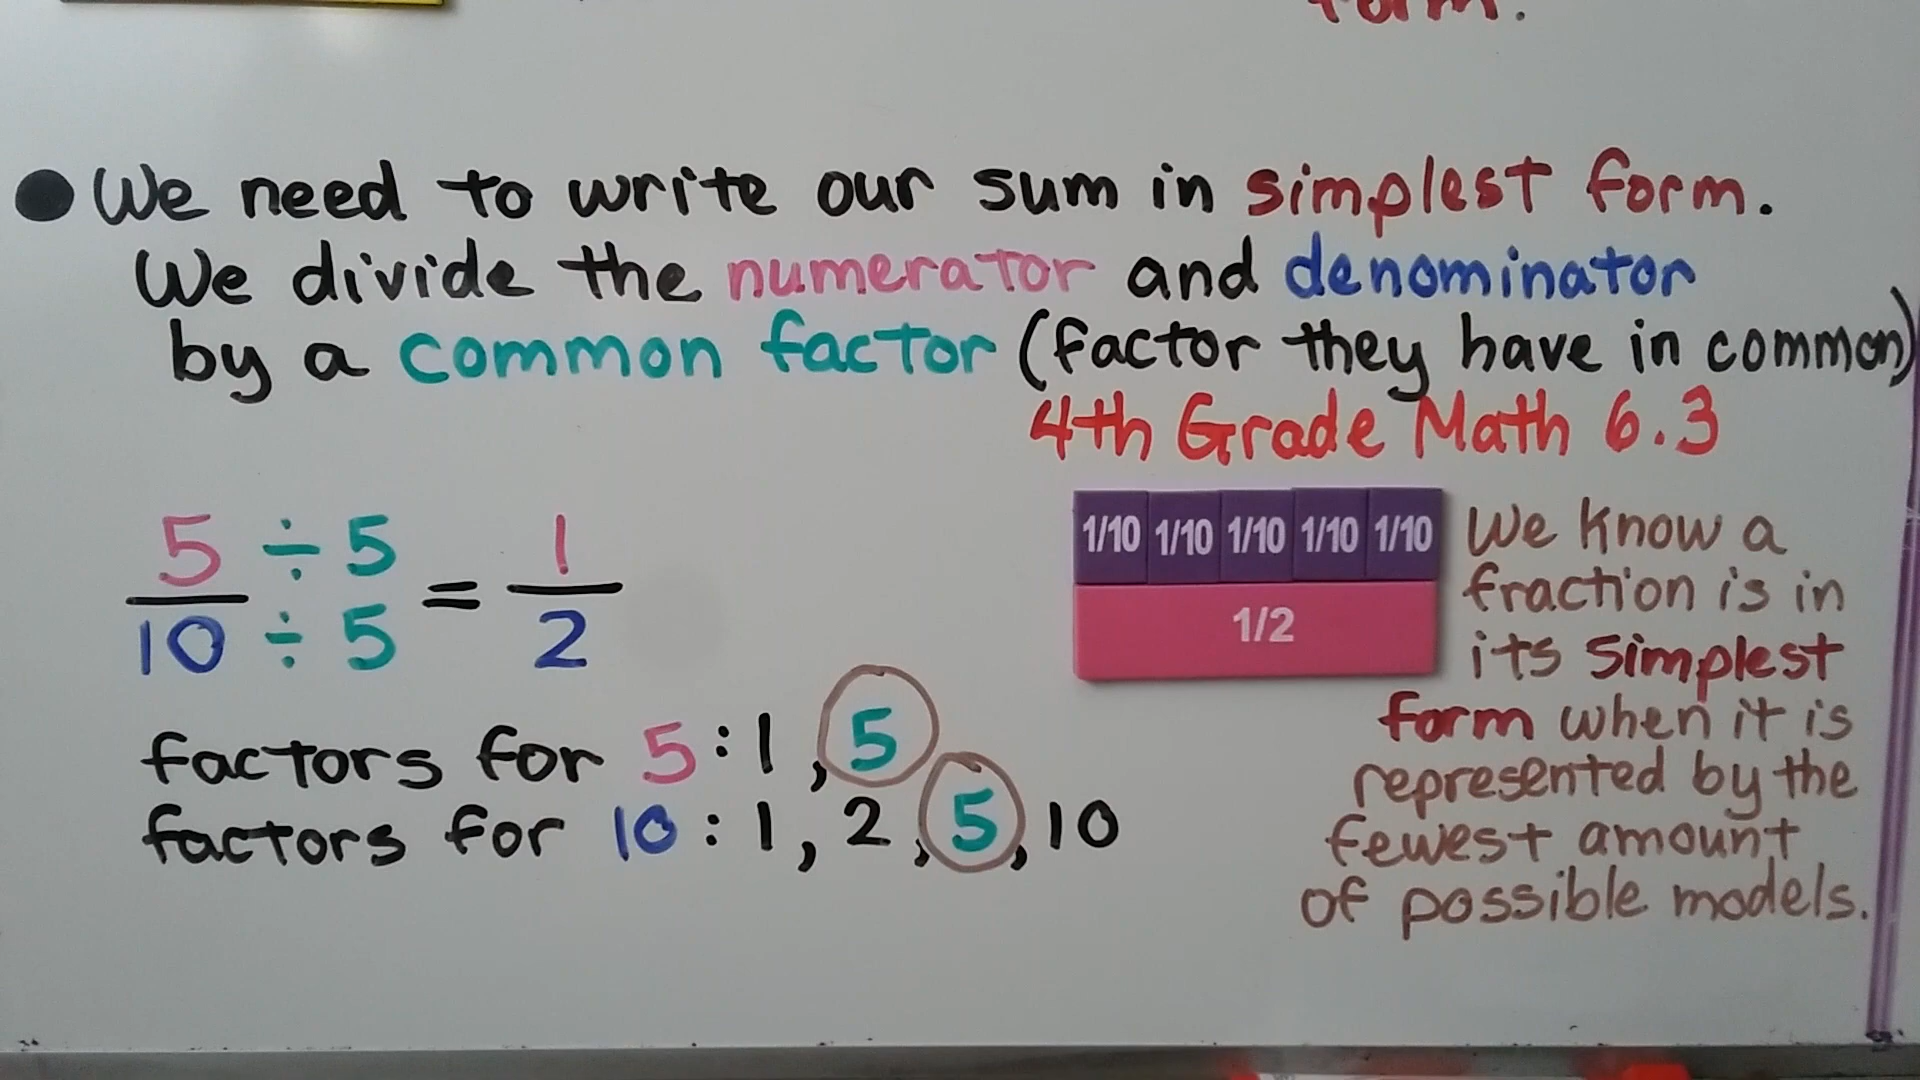 form.
● We need to write our sum in simplest form.
We divide the numerator and denominator
by a common factor (factor they have in common)
4th Grade Math 6.3
5 ÷ 5 = 1
10 ÷ 5 2
factors for 5: 1, 5
factors for 10: 1, 2, 5, 10
1/10 1/10 1/10 1/10 1/10
1/2
We know a
fraction is in
its simplest
form when it is
represented by the
fewest amount
of possible models.